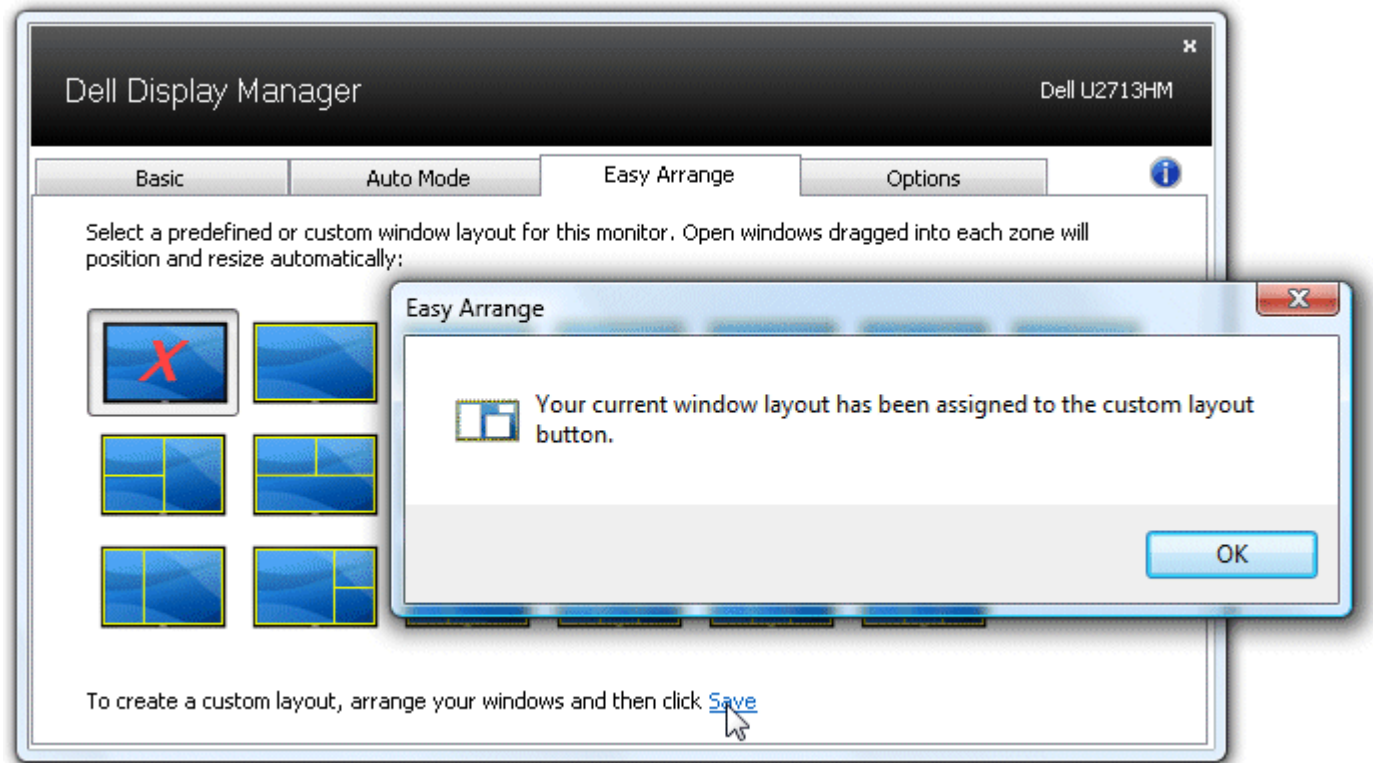 Dell Display Manager
Dell U2713HM
Basic
Auto Mode
Easy Arrange
Options
Select a predefined or custom window layout for this monitor. Open windows dragged into each zone will
position and resize automatically:
Easy Arrange
Your current window layout has been assigned to the custom layout
button.
OK
To create a custom layout, arrange your windows and then click Save